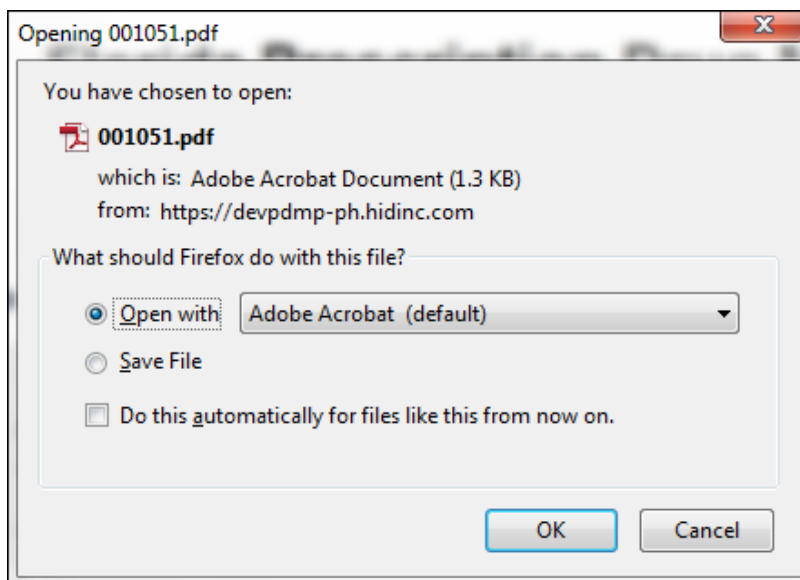 Opening 001051.pdf
You have chosen to open:
001051.pdf
which is: Adobe Acrobat Document (1.3 KB)
from: https://devpdmp-ph.hidinc.com
What should Firefox do with this file?
Open with Adobe Acrobat (default)
Save File
Do this automatically for files like this from now on.
OK Cancel